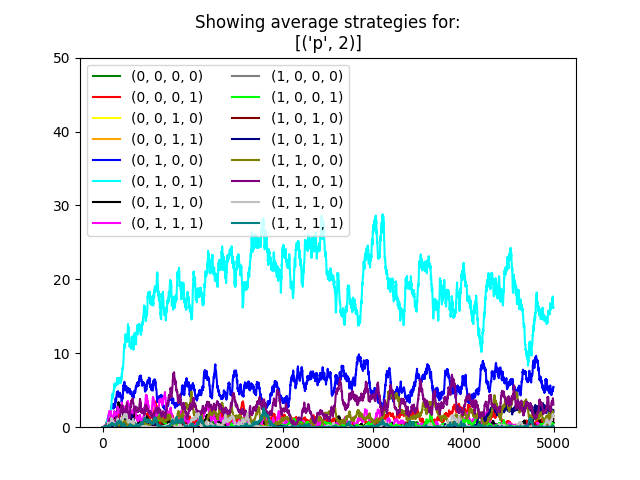 Showing average strategies for:
[('p', 2)]
50
40
30
20
10
0
(0, 0, 0, 0)
(0, 0, 0, 1)
(0, 0, 1, 0)
(0, 0, 1, 1)
(0, 1, 0, 0)
(0, 1, 0, 1)
(0, 1, 1, 0)
(0, 1, 1, 1)
(1, 0, 0, 0)
(1, 0, 0, 1)
(1, 0, 1, 0)
(1, 0, 1, 1)
(1, 1, 0, 0)
(1, 1, 0, 1)
(1, 1, 1, 0)
(1, 1, 1, 1)
0 1000 2000 3000 4000 5000